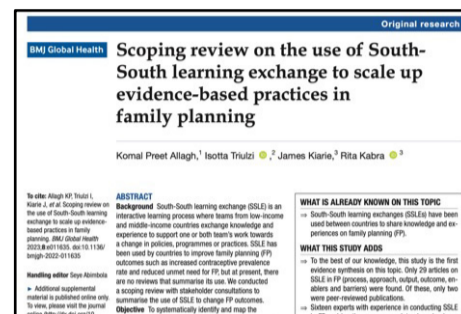 Original research
BMJ Global Health
Scoping review on the use of South-
South learning exchange to scale up
evidence-based practices in
family planning
Komal Preet Allagh,¹ Isotta Triulzi ,² James Kiarie,³ Rita Kabra ³
To cite: Allagh KP, Triulzi I,
Kiarie J, et al. Scoping review on
the use of South-South learning
exchange to scale up evidence-
based practices in family
planning. BMJ Global Health
2023;8:e011635. doi:10.1136/
bmjgh-2022-011635
Handling editor Seye Abimbola
► Additional supplemental
material is published online only.
To view, please visit the journal
ABSTRACT
Background South-South learning exchange (SSLE) is an
interactive learning process where teams from low-income
and middle-income countries exchange knowledge and
experience to support one or both team's work towards
a change in policies, programmes or practices. SSLE has
been used by countries to improve family planning (FP)
outcomes such as increased contraceptive prevalence
rate and reduced unmet need for FP, but at present, there
are no reviews that summarise its use. We conducted
a scoping review with stakeholder consultations to
summarise the use of SSLE to change FP outcomes.
Objective To systematically identify and map the
WHAT IS ALREADY KNOWN ON THIS TOPIC
⇒ South-South learning exchanges (SSLEs) have been
used between countries to share knowledge and ex-
periences on family planning (FP).
WHAT THIS STUDY ADDS
⇒ To the best of our knowledge, this study is the first
evidence synthesis on this topic. Only 29 articles on
SSLE in FP process, approach, output, outcome, en-
ablers and barriers) were found. Of these, only two
were peer-reviewed publications.
⇒ Sixteen experts with experience in conducting SSLE